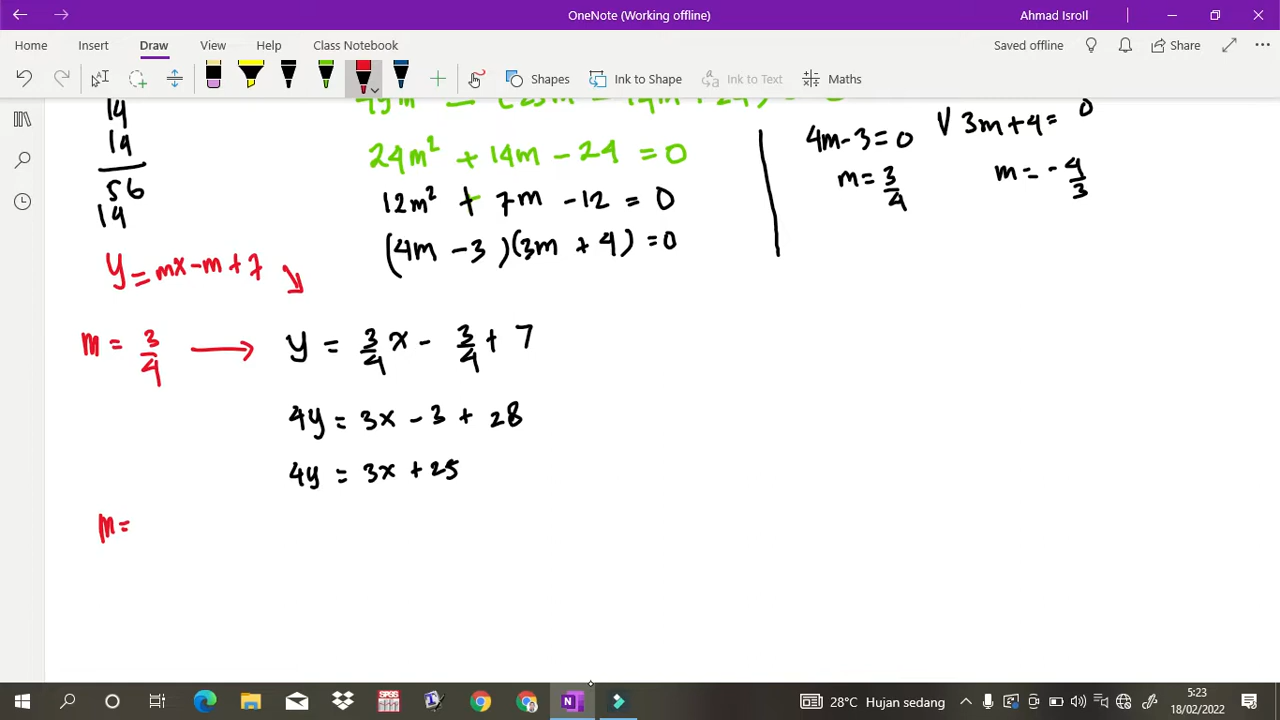 OneNote (Working offline)
Ahmad Isroil
Home Insert Draw View Help Class Notebook
Saved offline
Share
Shapes
Ink to Shape
Ink to Text
Maths
14
14
56
14
24m² + 14m - 24 = 0
12m² + 7m - 12 = 0
(4m - 3)(3m + 4) = 0
4m - 3 = 0 V 3m + 4 = 0
m = 3/4
m = - 4/3
y = mx - m + 7
m = 3/4 → y = 3/4 x - 3/4 + 7
4y = 3x - 3 + 28
4y = 3x + 25
m =
28°C Hujan sedang
5:23
18/02/2022